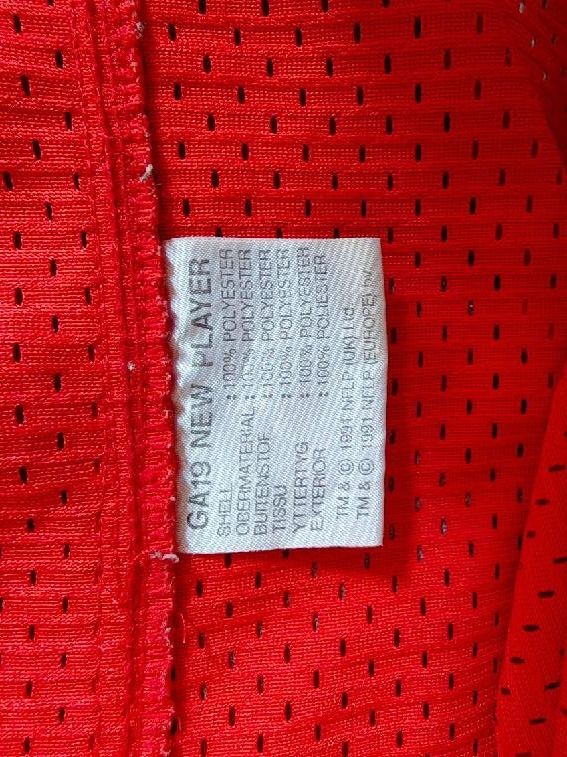 GA19 NEW PLAYER
SHELL : 100% POLYESTER
OBERMATERIAL : 100% POLYESTER
BUITENSTOF : 100% POLYESTER
TISSU : 100% POLYESTER
YTTERTYG : 100% POLYESTER
EXTERIOR : 100% POLIESTER
TM & © 1991 NFLP (UK) Ltd.
TM & © 1991 NFLP (EUROPE) bv.